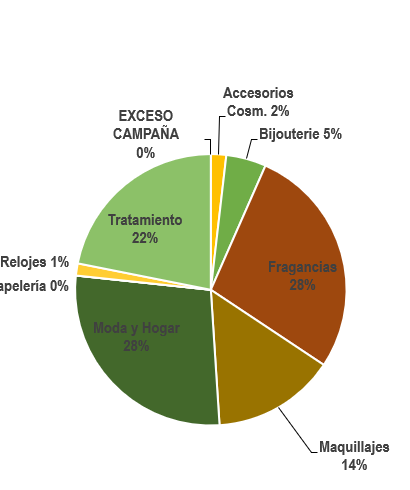 Accesorios
Cosm. 2%
EXCESO
CAMPAÑA
0%
Bijouterie 5%
Tratamiento
22%
Relojes 1%
Fragancias
28%
apelería 0%
Moda y Hogar
28%
Maquillajes
14%